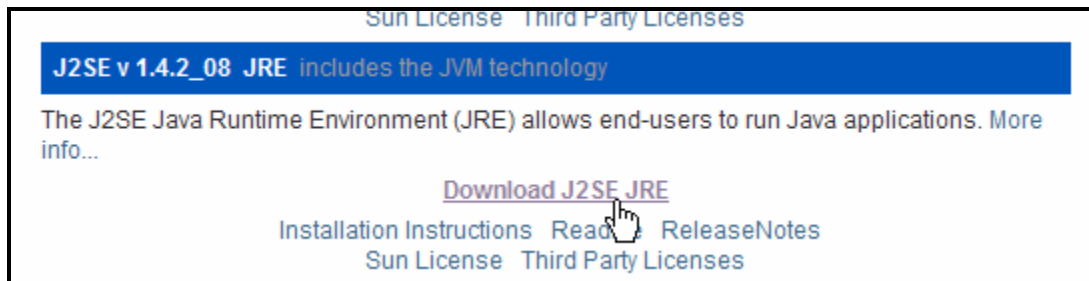 Sun License Third Party Licenses
J2SE v 1.4.2_08 JRE includes the JVM technology
The J2SE Java Runtime Environment (JRE) allows end-users to run Java applications. More
info...
Download J2SE JRE
Installation Instructions ReleaseNotes
Sun License Third Party Licenses